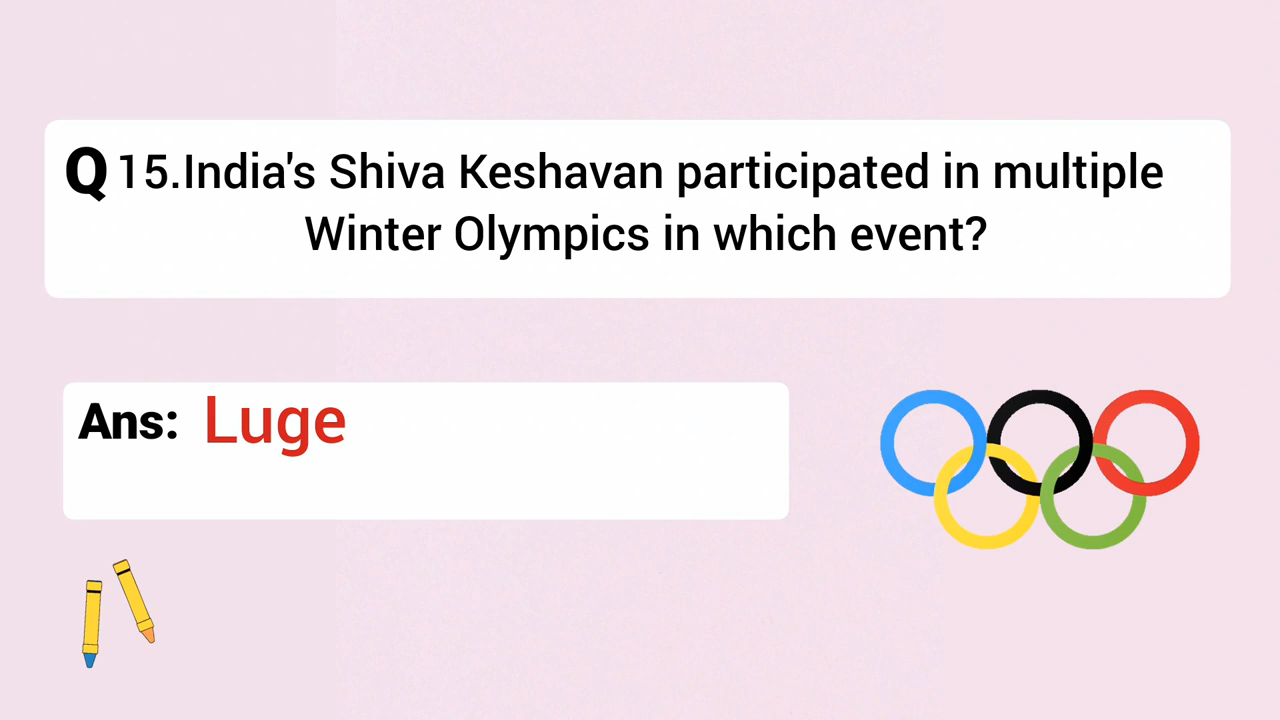 Q 15.India's Shiva Keshavan participated in multiple
Winter Olympics in which event?
Ans: Luge